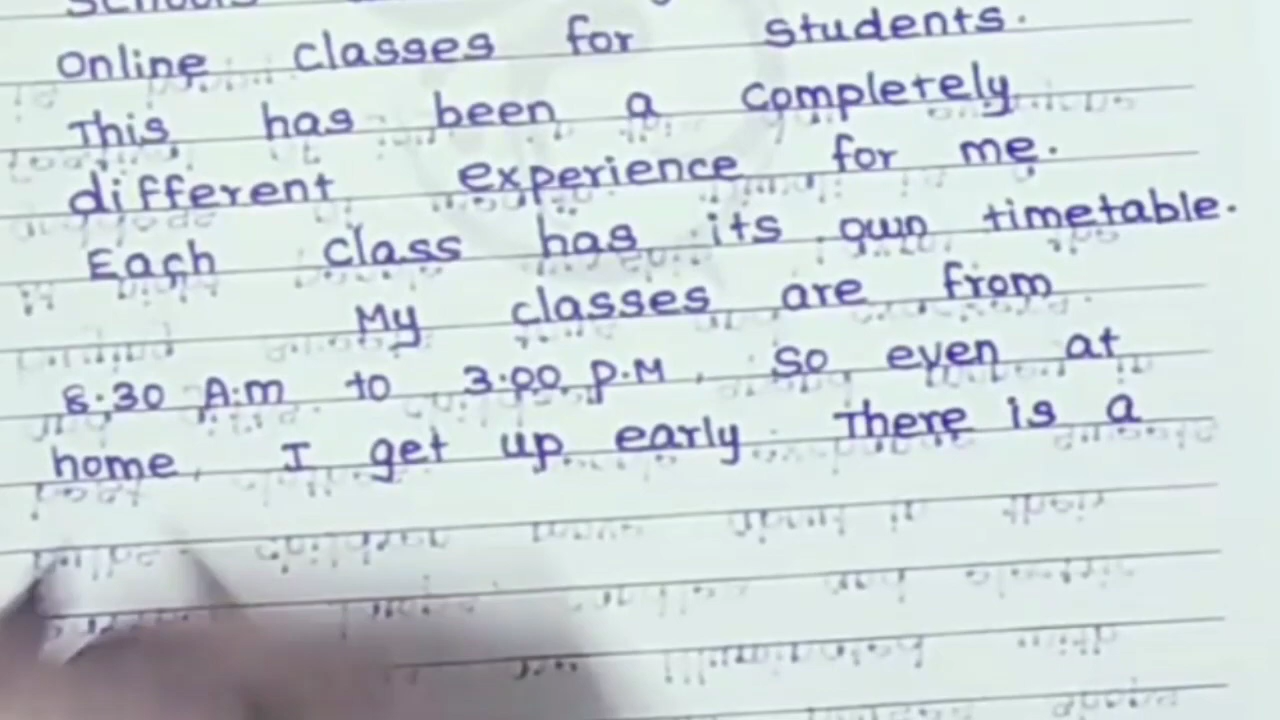 online classes for students.
This has been a completely
different experience for me.
Each class has its own timetable.
My classes are from
8.30 A.m to 3.00 P.M. So even at
home, I get up early. There is a